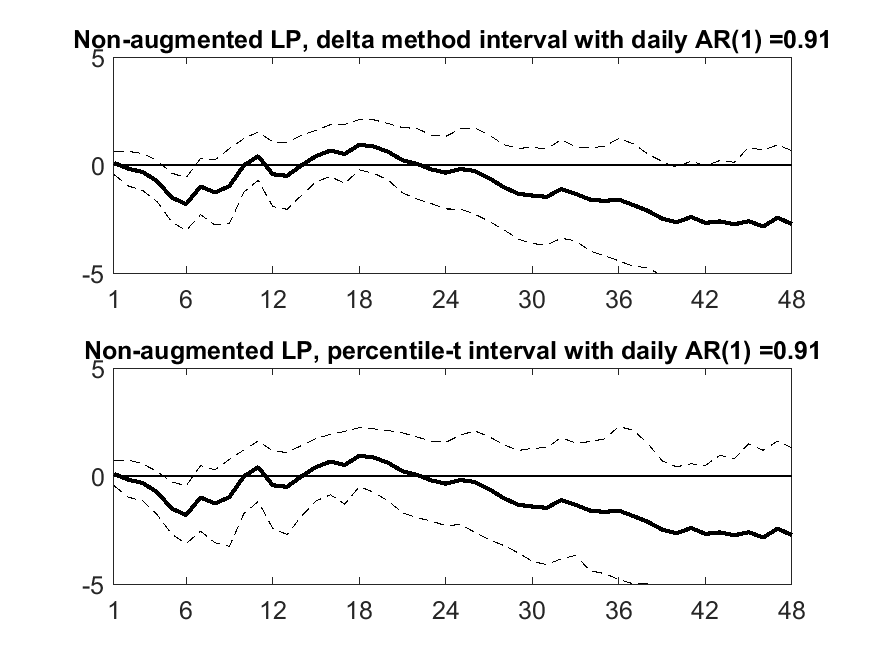 Non-augmented LP, delta method interval with daily AR(1) =0.91
5
0
-5
1 6 12 18 24 30 36 42 48
Non-augmented LP, percentile-t interval with daily AR(1) =0.91
5
0
-5
1 6 12 18 24 30 36 42 48